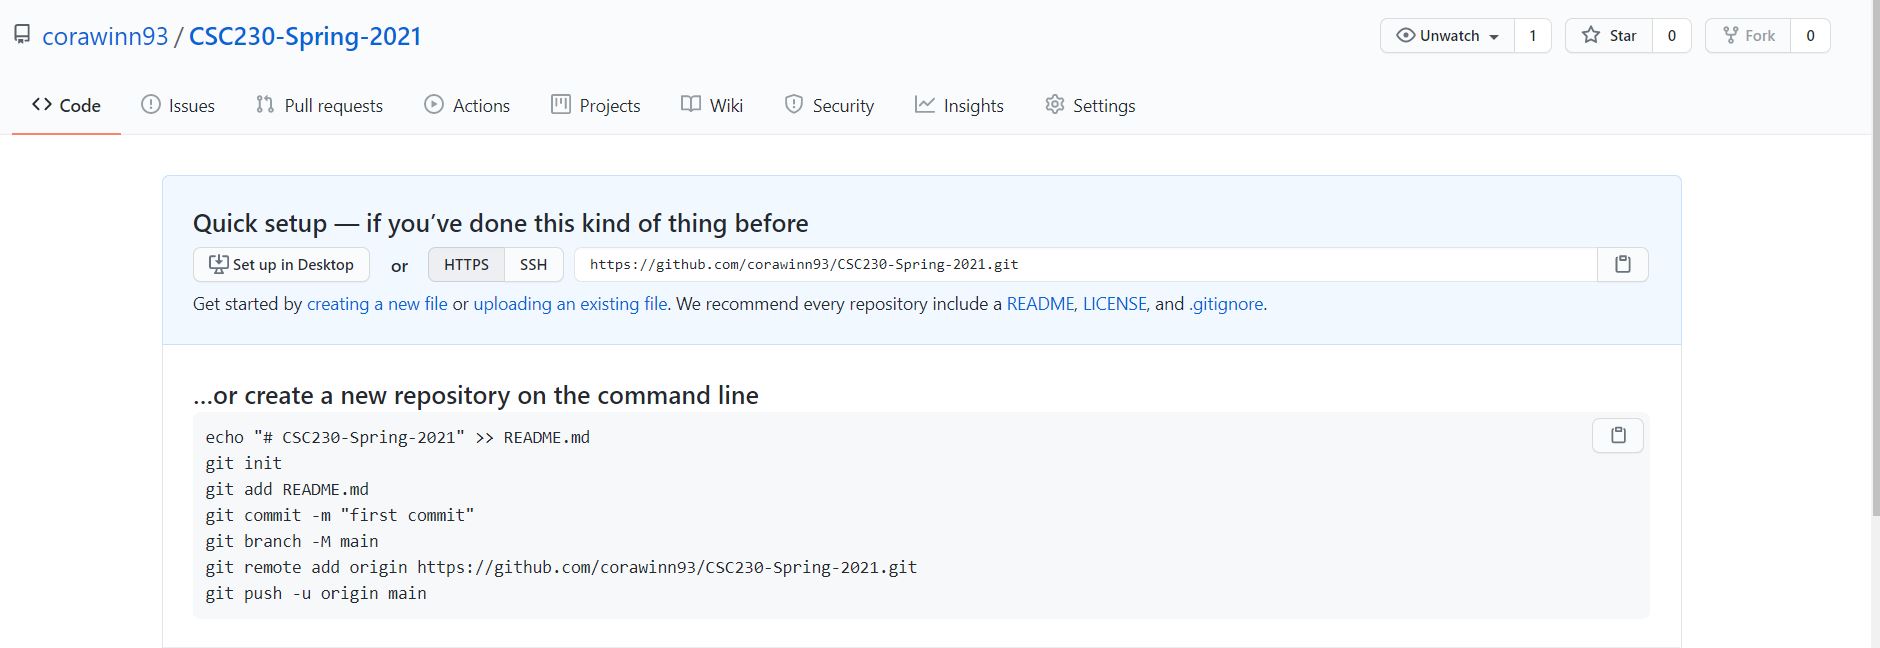 corawinn93 / CSC230-Spring-2021
Unwatch 1 Star 0 Fork 0
Code Issues Pull requests Actions Projects Wiki Security Insights Settings
Quick setup — if you’ve done this kind of thing before
Set up in Desktop or HTTPS SSH https://github.com/corawinn93/CSC230-Spring-2021.git
Get started by creating a new file or uploading an existing file. We recommend every repository include a README, LICENSE, and .gitignore.
…or create a new repository on the command line
echo "# CSC230-Spring-2021" >> README.md
git init
git add README.md
git commit -m "first commit"
git branch -M main
git remote add origin https://github.com/corawinn93/CSC230-Spring-2021.git
git push -u origin main